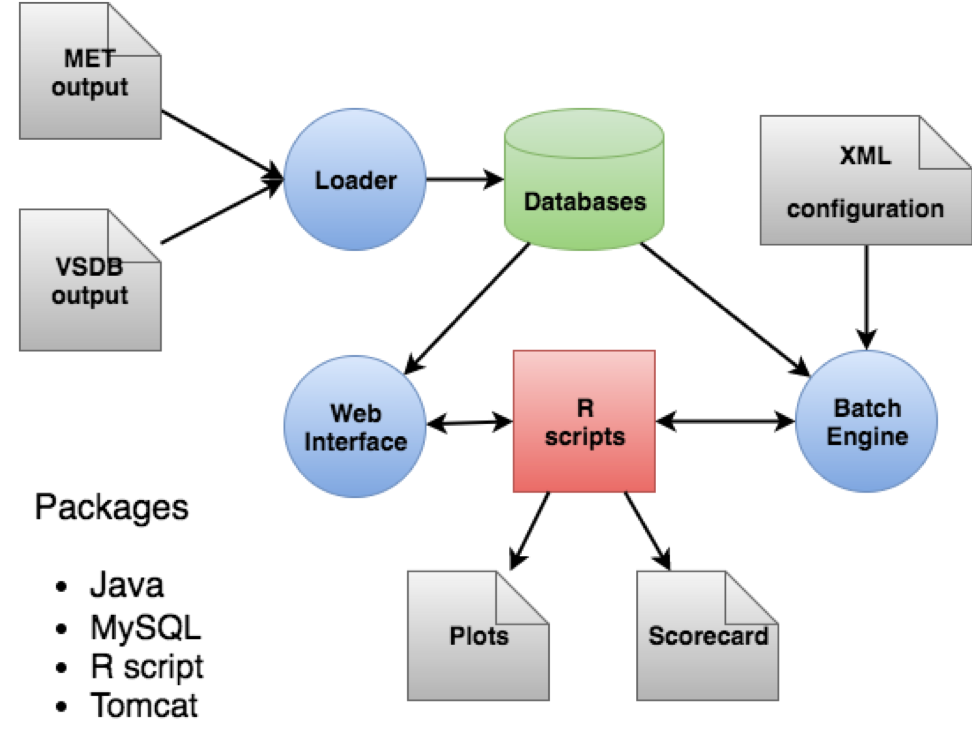 MET
output
Loader
Databases
XML
configuration
VSDB
output
Web
Interface
R
scripts
Batch
Engine
Packages
• Java
• MySQL
• R script
• Tomcat
Plots
Scorecard